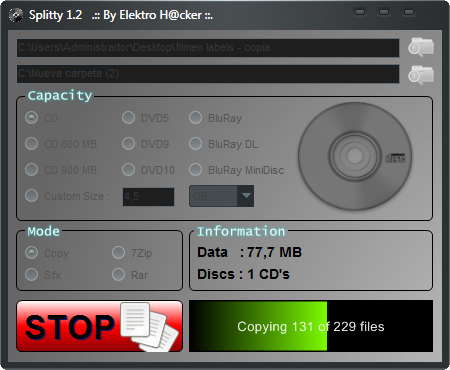 Splitty 1.2 .:: By Elektro H@cker ::.
C:\Users\Administrador\Desktop\filmen labels - copia
C:\Nueva carpeta (2)
Capacity
CD DVD5 BluRay
CD 800 MB DVD9 BluRay DL
CD 900 MB DVD10 BluRay MiniDisc
Custom Size : 4,5 GB
disc
Mode
Copy 7Zip
Sfx Rar
Information
Data : 77,7 MB
Discs : 1 CD's
STOP
Copying 131 of 229 files